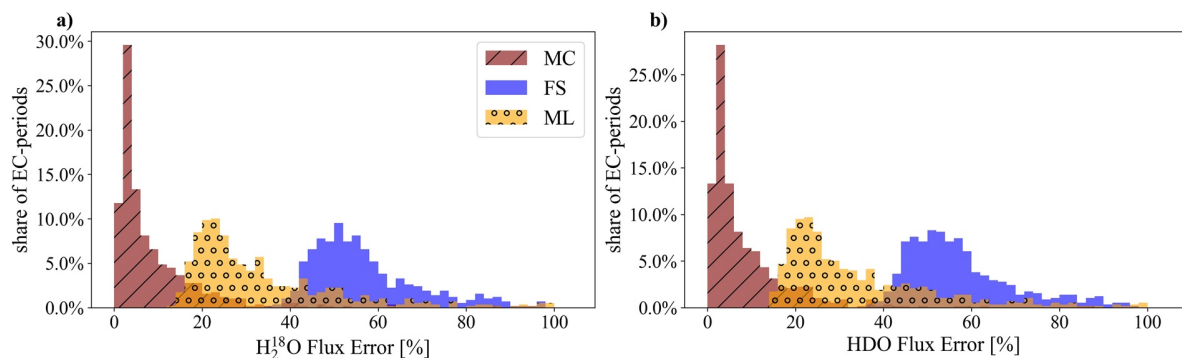 a)
share of EC-periods
30.0%
25.0%
20.0%
15.0%
10.0%
5.0%
0.0%
MC
FS
ML
0 20 40 60 80 100
H₂¹⁸O Flux Error [%]
b)
share of EC-periods
25.0%
20.0%
15.0%
10.0%
5.0%
0.0%
0 20 40 60 80 100
HDO Flux Error [%]